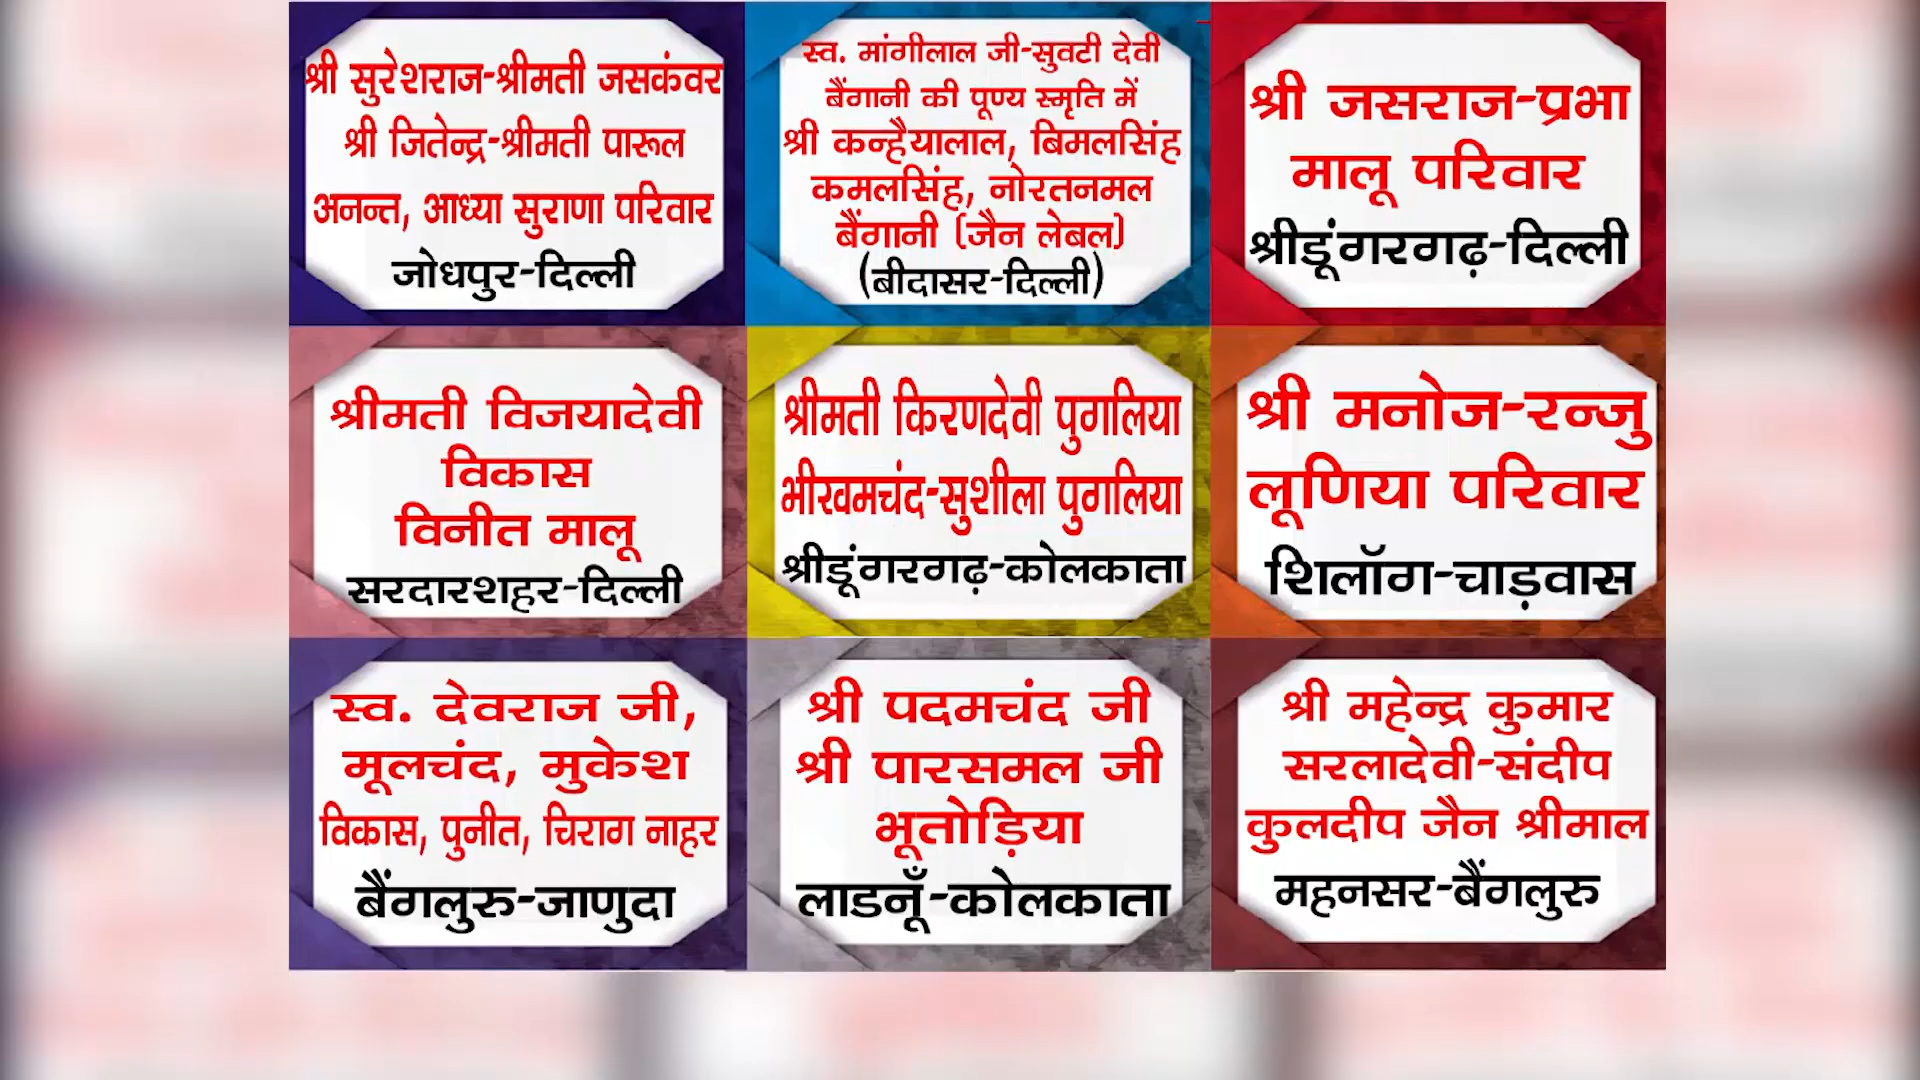 श्री सुरेशराज-श्रीमती जसकंवर
श्री जितेन्द्र-श्रीमती पारूल
अनन्त, आध्या सुराणा परिवार
जोधपुर-दिल्ली
स्व. मांगीलाल जी-सुवटी देवी
बैंगानी की पूण्य स्मृति में
श्री कन्हैयालाल, बिमलसिंह
कमलसिंह, नोरतनमल
बैंगानी (जैन लेबल)
(बीदासर-दिल्ली)
श्री जसराज-प्रभा
मालू परिवार
श्रीडूंगरगढ़-दिल्ली
श्रीमती विजयादेवी
विकास
विनीत मालू
सरदारशहर-दिल्ली
श्रीमती किरणदेवी पुगलिया
भीखमचंद-सुशीला पुगलिया
श्रीडूंगरगढ़-कोलकाता
श्री मनोज-रन्जु
लूणिया परिवार
शिलॉग-चाड़वास
स्व. देवराज जी,
मूलचंद, मुकेश
विकास, पुनीत, चिराग नाहर
बैंगलुरु-जाणुदा
श्री पदमचंद जी
श्री पारसमल जी
भूतोड़िया
लाडनूँ-कोलकाता
श्री महेन्द्र कुमार
सरलादेवी-संदीप
कुलदीप जैन श्रीमाल
महनसर-बैंगलुरु